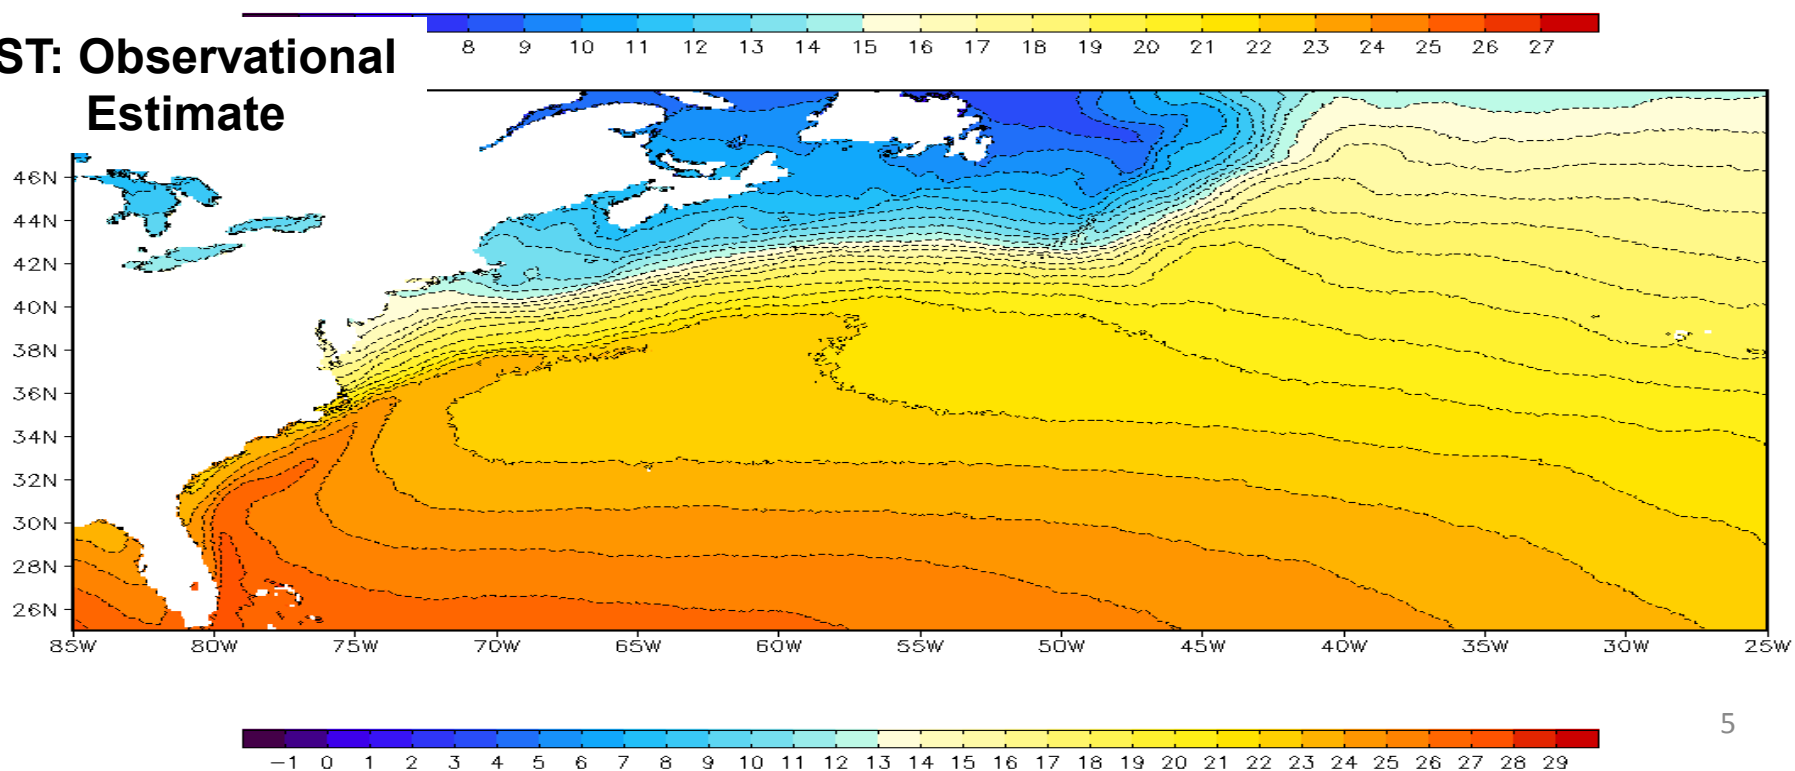 8 9 10 11 12 13 14 15 16 17 18 19 20 21 22 23 24 25 26 27
ST: Observational
Estimate
46N
44N
42N
40N
38N
36N
34N
32N
30N
28N
26N
85W 80W 75W 70W 65W 60W 55W 50W 45W 40W 35W 30W 25W
5
−1 0 1 2 3 4 5 6 7 8 9 10 11 12 13 14 15 16 17 18 19 20 21 22 23 24 25 26 27 28 29